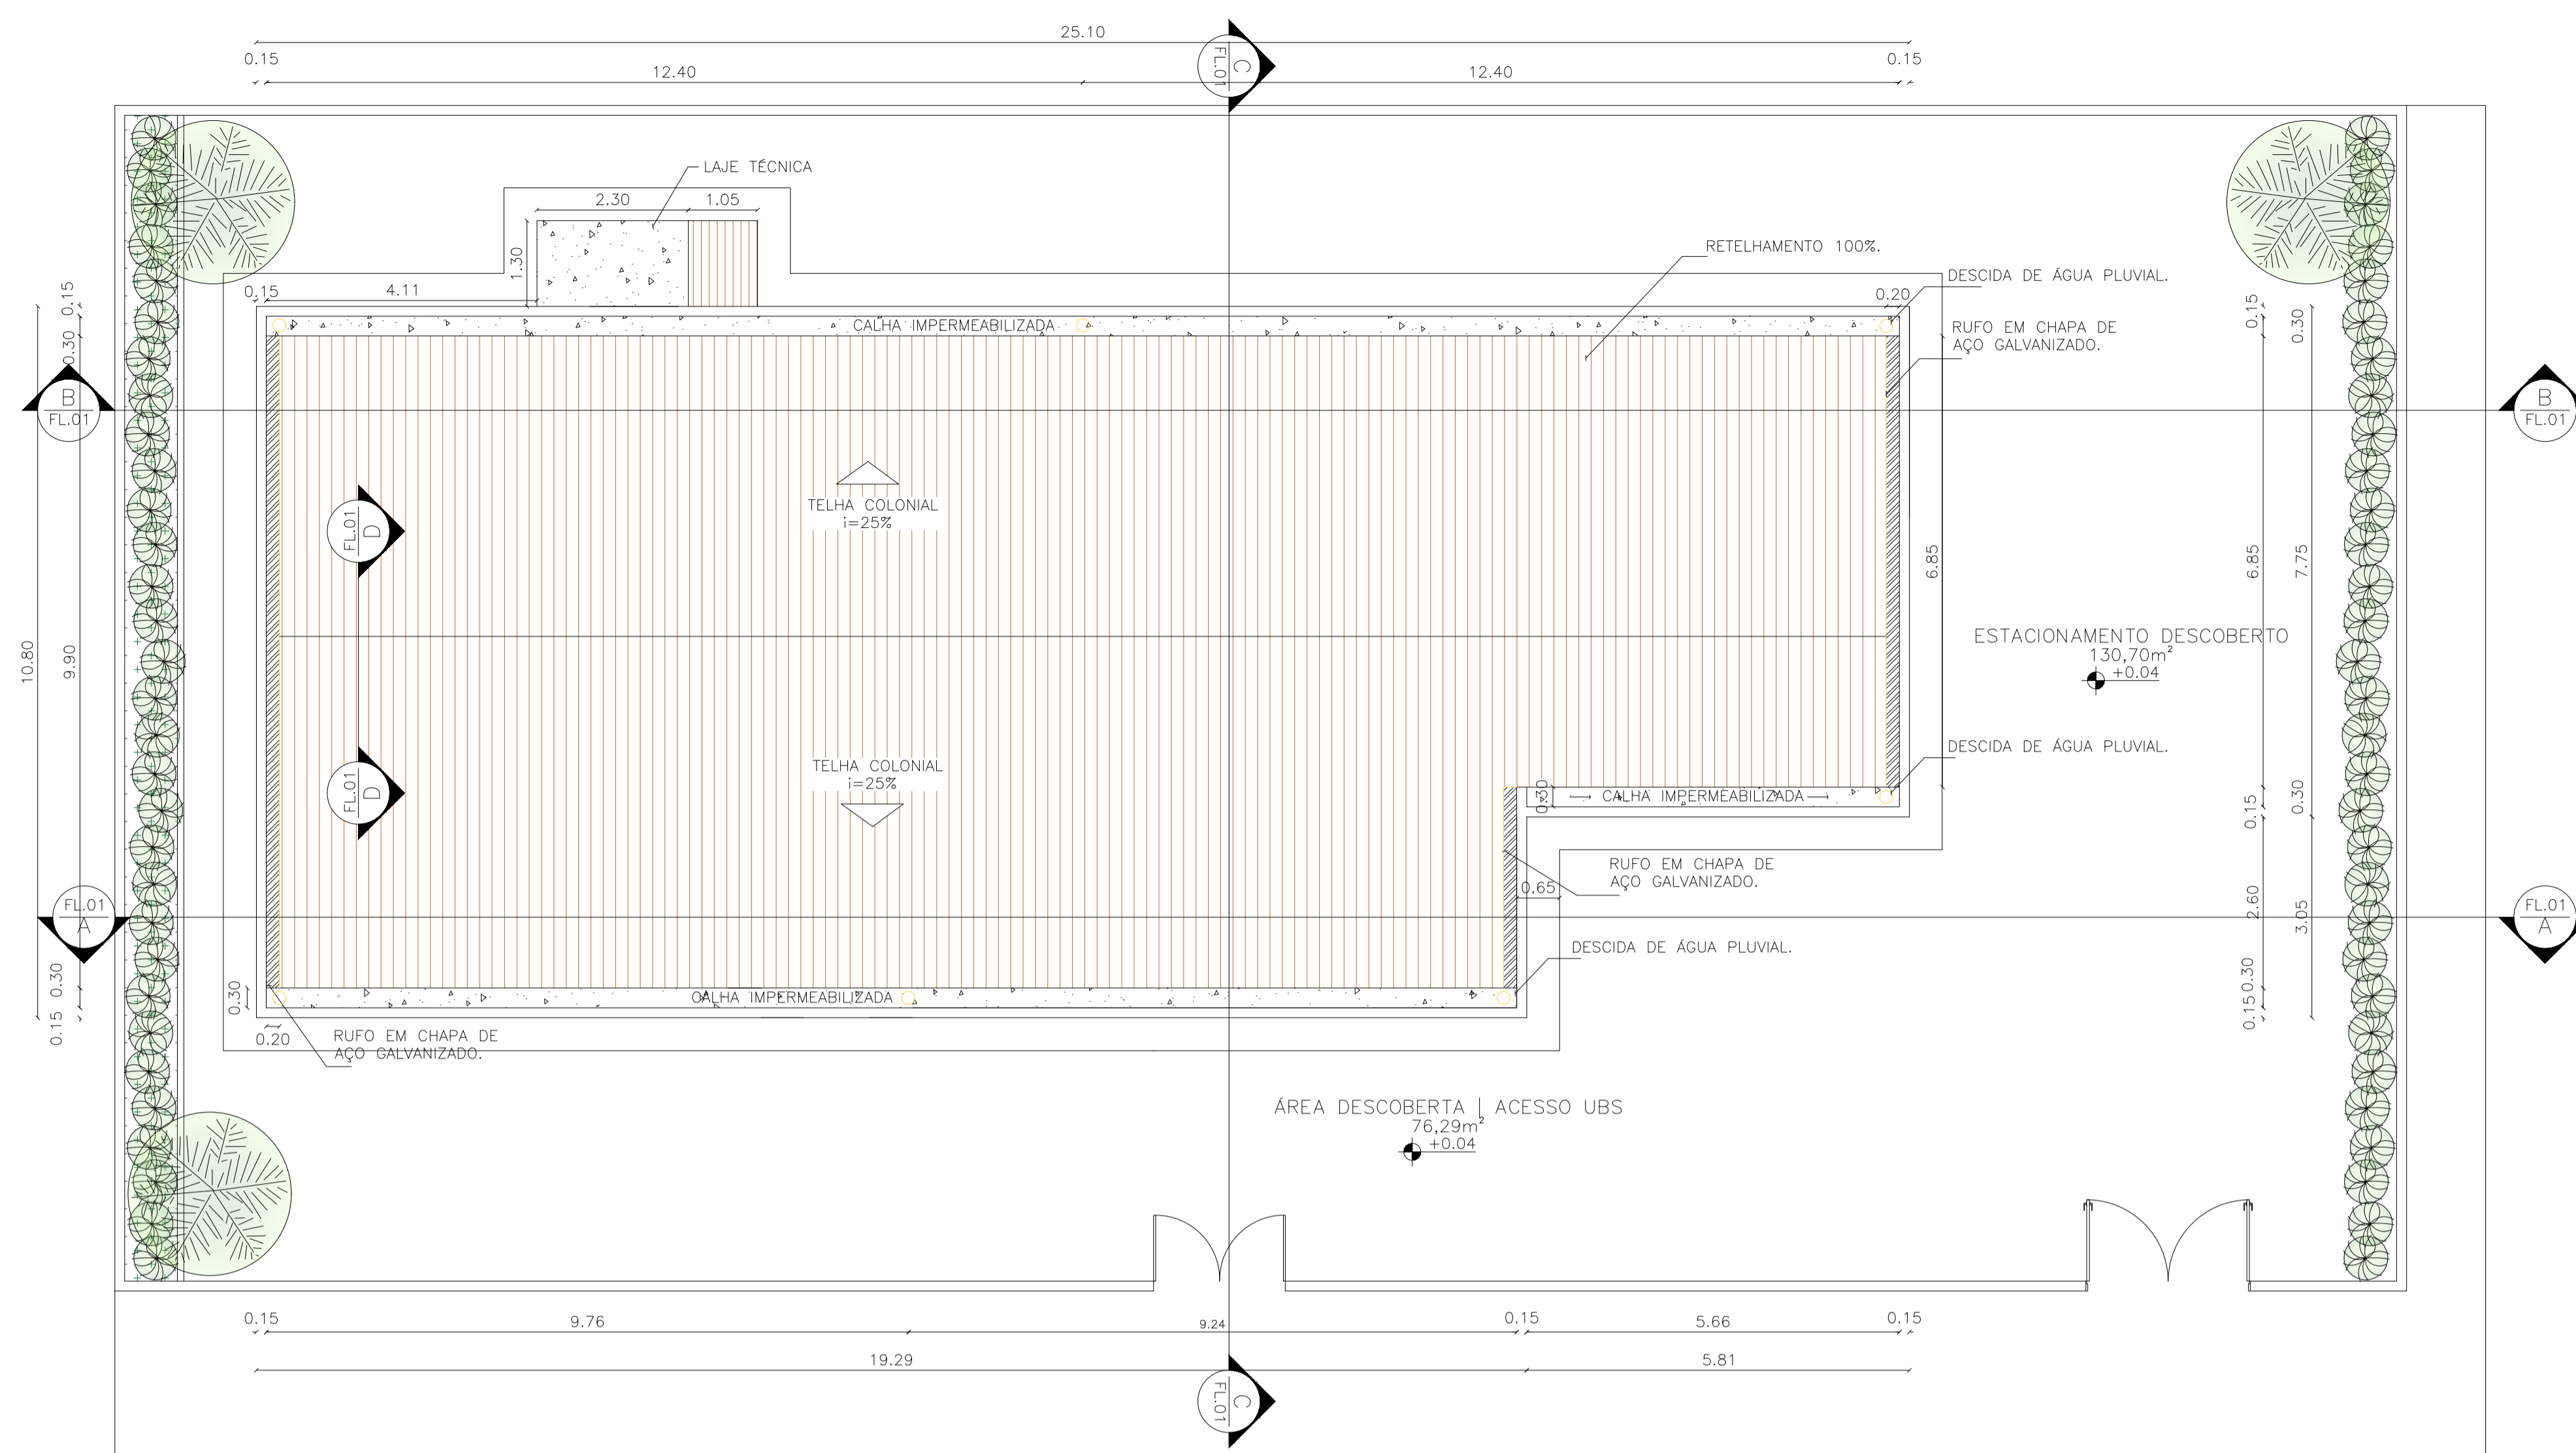 25.10
0.15
12.40
12.40
0.15
C
FL.01
LAJE TÉCNICA
2.30
1.05
1.30
RETELHAMENTO 100%.
DESCIDA DE ÁGUA PLUVIAL.
0.15
4.11
0.20
0.15
0.30
0.15
0.30
CALHA IMPERMEABILIZADA
RUFO EM CHAPA DE
AÇO GALVANIZADO.
B
FL.01
B
FL.01
TELHA COLONIAL
i=25%
FL.01
D
6.85
6.85
7.75
ESTACIONAMENTO DESCOBERTO
130,70m²
+0.04
10.80
9.90
DESCIDA DE ÁGUA PLUVIAL.
TELHA COLONIAL
i=25%
FL.01
D
0.30
CALHA IMPERMEABILIZADA
0.15
0.30
RUFO EM CHAPA DE
AÇO GALVANIZADO.
0.65
FL.01
A
2.60
3.05
FL.01
A
DESCIDA DE ÁGUA PLUVIAL.
0.30
0.15
0.30
CALHA IMPERMEABILIZADA
0.30
0.15
0.20
RUFO EM CHAPA DE
AÇO GALVANIZADO.
ÁREA DESCOBERTA | ACESSO UBS
76,29m²
+0.04
0.15
9.76
9.24
0.15
5.66
0.15
19.29
5.81
C
FL.01